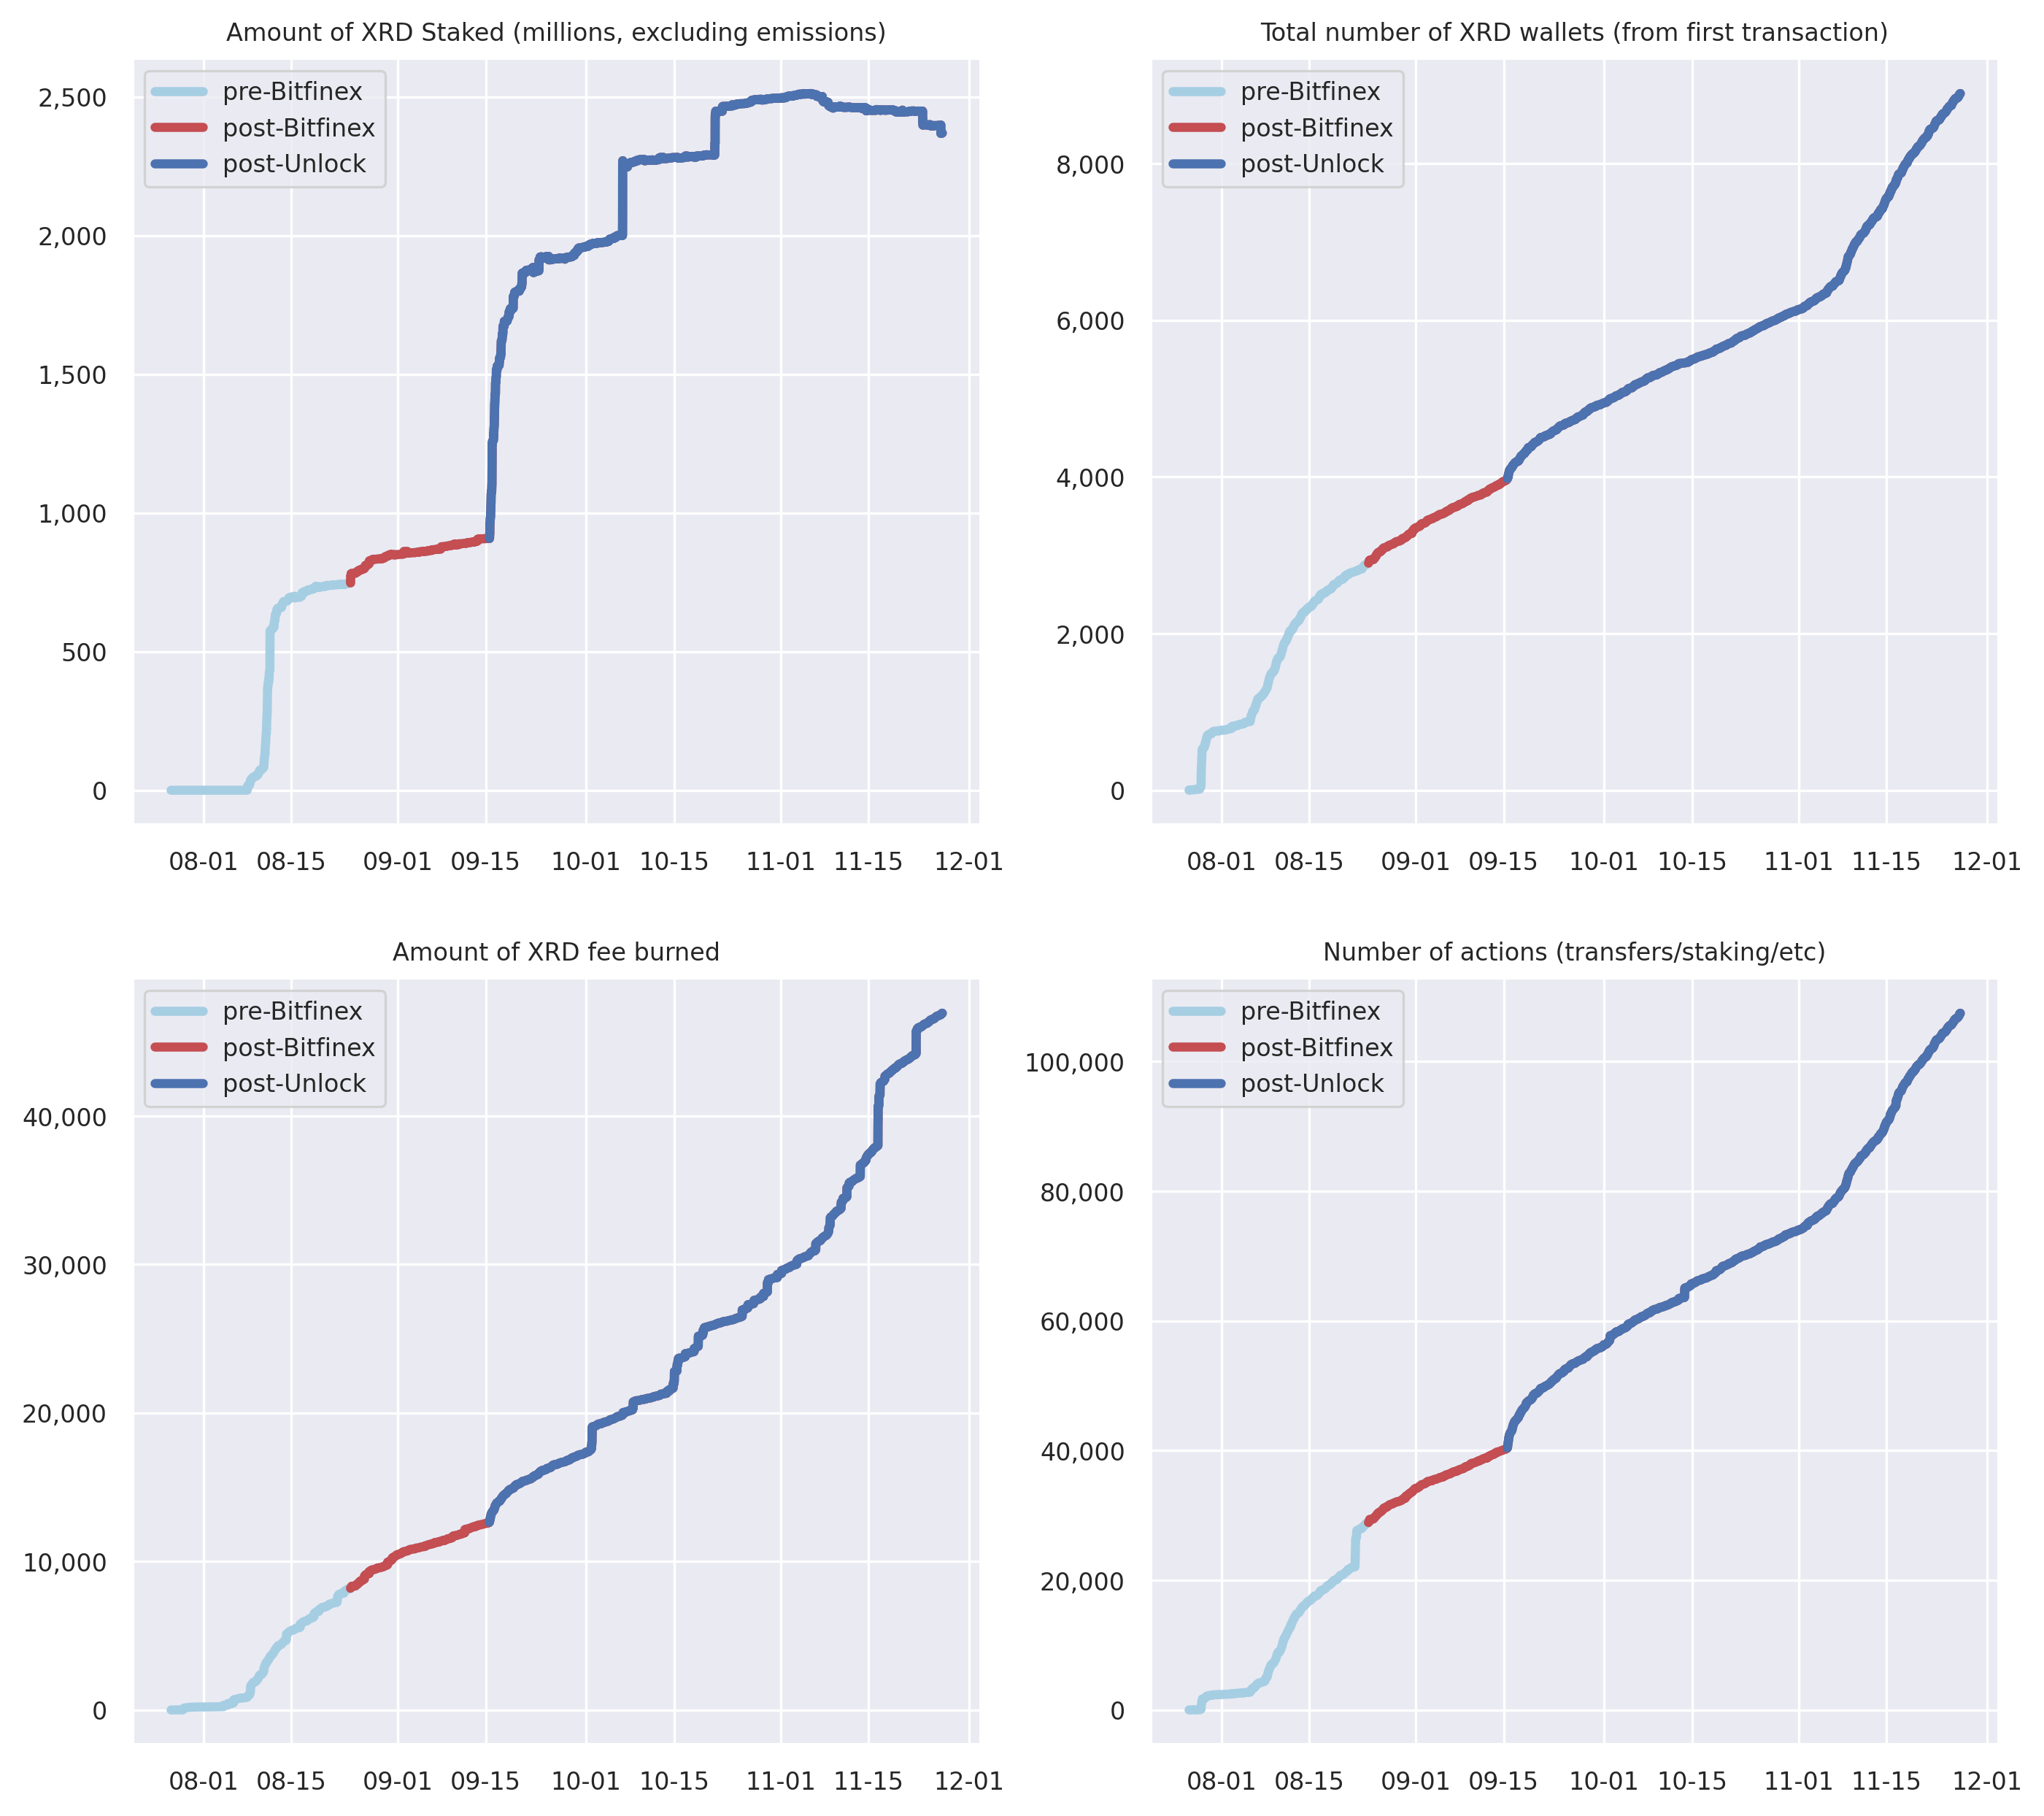 Amount of XRD Staked (millions, excluding emissions)
pre-Bitfinex
post-Bitfinex
post-Unlock
2,500
2,000
1,500
1,000
500
0
08-01 08-15 09-01 09-15 10-01 10-15 11-01 11-15 12-01
Total number of XRD wallets (from first transaction)
pre-Bitfinex
post-Bitfinex
post-Unlock
8,000
6,000
4,000
2,000
0
08-01 08-15 09-01 09-15 10-01 10-15 11-01 11-15 12-01
Amount of XRD fee burned
pre-Bitfinex
post-Bitfinex
post-Unlock
40,000
30,000
20,000
10,000
0
08-01 08-15 09-01 09-15 10-01 10-15 11-01 11-15 12-01
Number of actions (transfers/staking/etc)
pre-Bitfinex
post-Bitfinex
post-Unlock
100,000
80,000
60,000
40,000
20,000
0
08-01 08-15 09-01 09-15 10-01 10-15 11-01 11-15 12-01